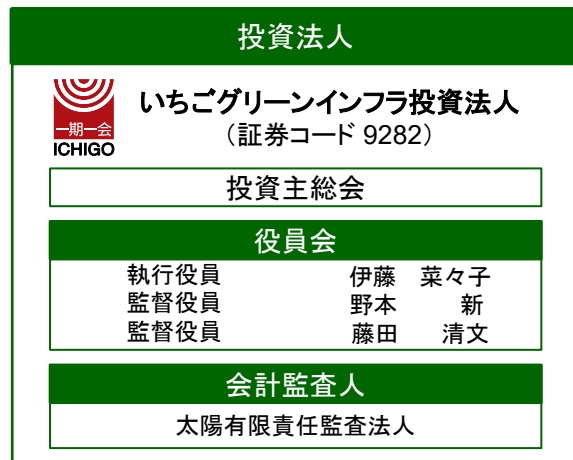 投資法人
一期一会
ICHIGO
いちごグリーンインフラ投資法人
（証券コード 9282）
投資主総会
役員会
執行役員 伊藤 菜々子
監督役員 野本 新
監督役員 藤田 清文
会計監査人
太陽有限責任監査法人